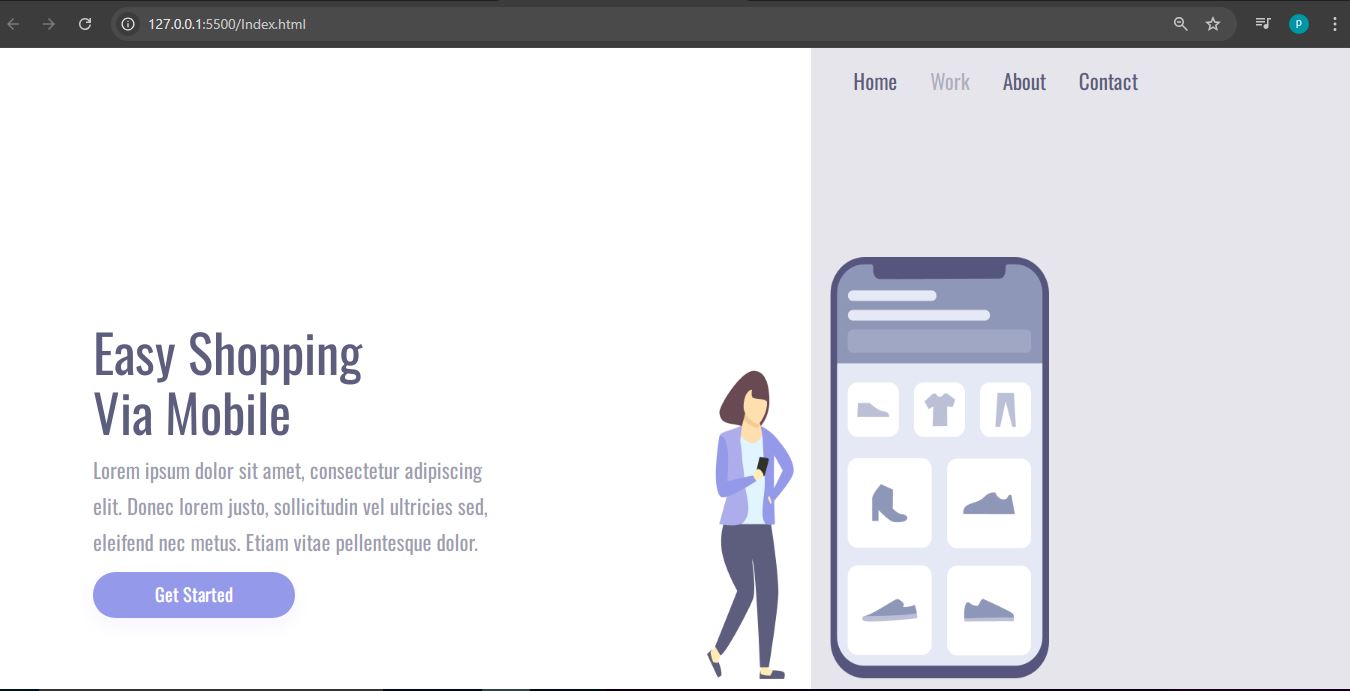 127.0.0.1:5500/Index.html
p
Home Work About Contact
Easy Shopping
Via Mobile
Lorem ipsum dolor sit amet, consectetur adipiscing
elit. Donec lorem justo, sollicitudin vel ultricies sed,
eleifend nec metus. Etiam vitae pellentesque dolor.
Get Started